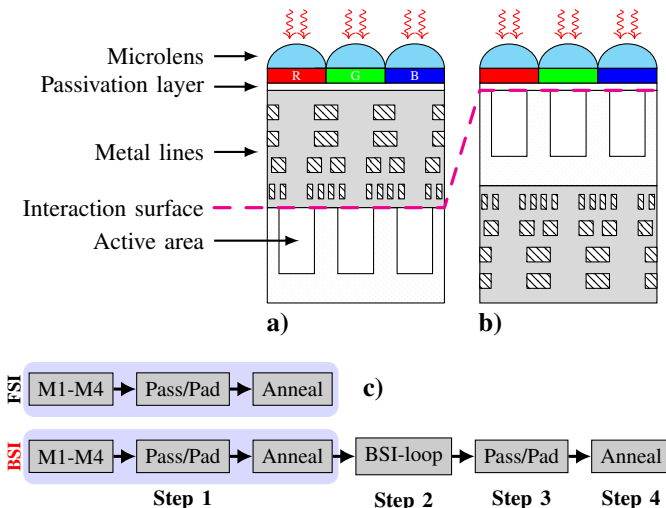 Microlens
R G B
Passivation layer
Metal lines
Interaction surface
Active area
a) b)
FSI M1-M4 Pass/Pad Anneal c)
BSI M1-M4 Pass/Pad Anneal BSI-loop Pass/Pad Anneal
Step 1 Step 2 Step 3 Step 4